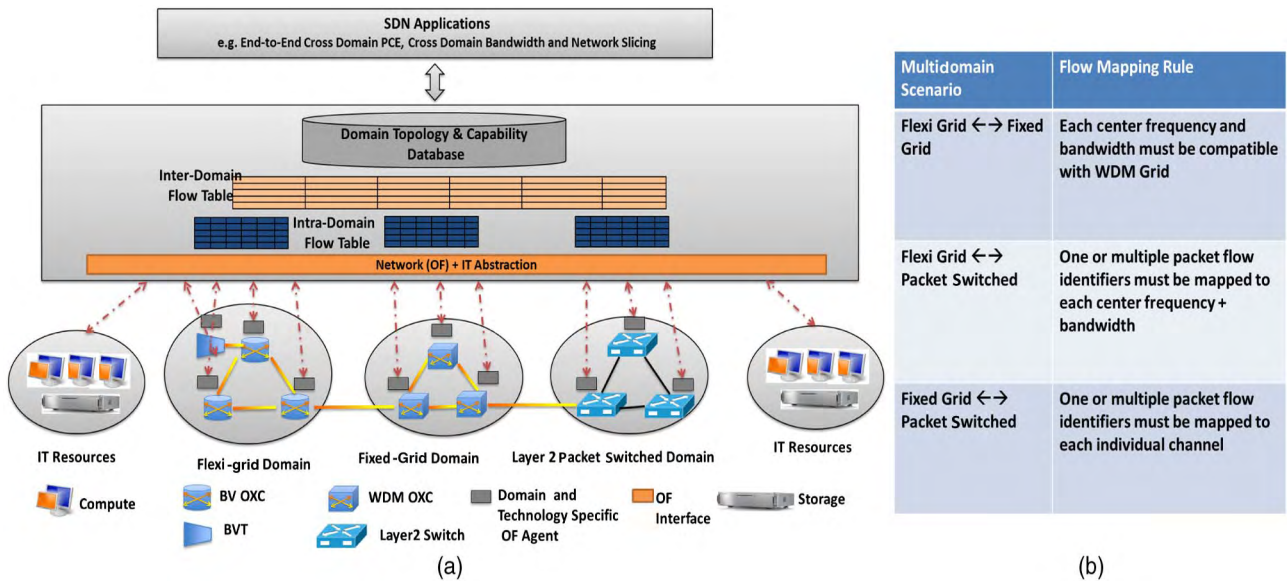 SDN Applications
e.g. End-to-End Cross Domain PCE, Cross Domain Bandwidth and Network Slicing
Domain Topology & Capability
Database
Inter-Domain
Flow Table
Intra-Domain
Flow Table
Network (OF) + IT Abstraction
IT Resources
Flexi-grid Domain
Fixed-Grid Domain
Layer 2 Packet Switched Domain
IT Resources
Compute
BV OXC
BVT
WDM OXC
Layer2 Switch
Domain and
Technology Specific
OF Agent
OF
Interface
Storage
(a)
Multidomain
Scenario
Flow Mapping Rule
Flexi Grid ←→ Fixed
Grid
Each center frequency and
bandwidth must be compatible
with WDM Grid
Flexi Grid ←→
Packet Switched
One or multiple packet flow
identifiers must be mapped to
each center frequency +
bandwidth
Fixed Grid ←→
Packet Switched
One or multiple packet flow
identifiers must be mapped to
each individual channel
(b)